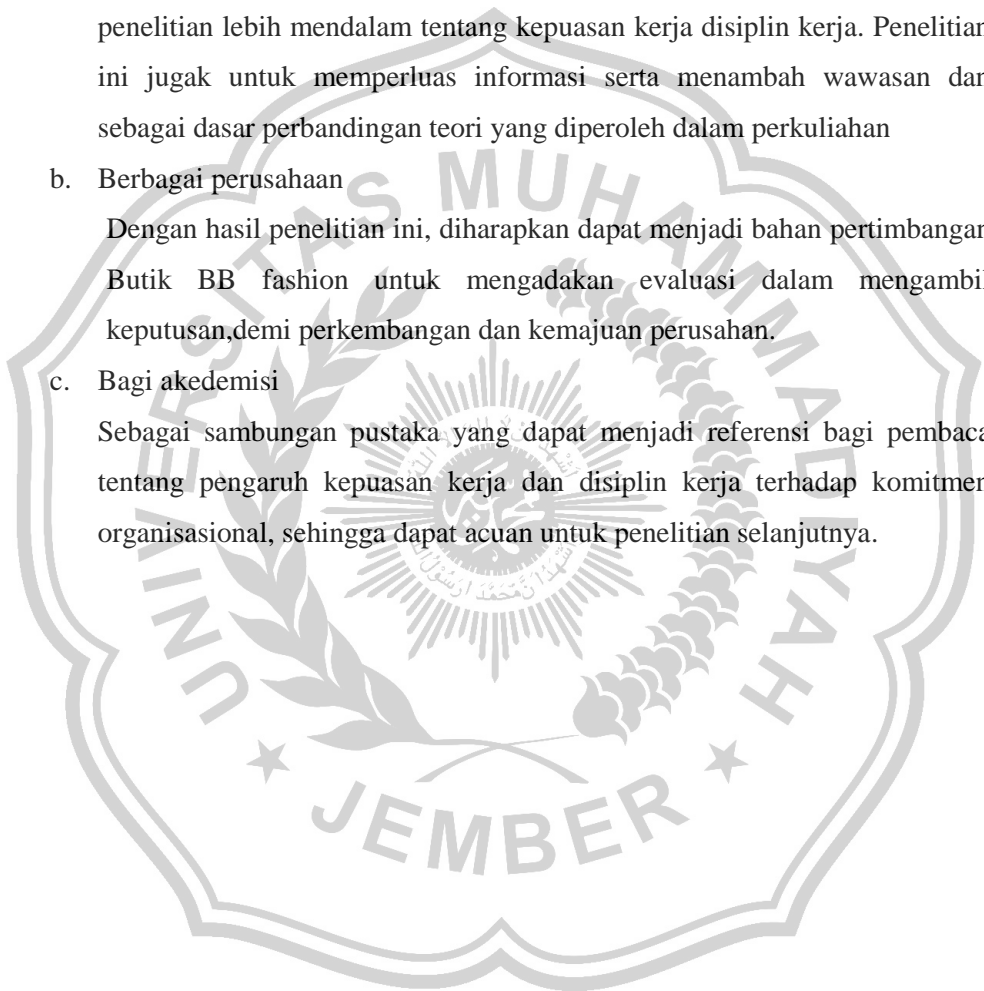 penelitian lebih mendalam tentang kepuasan kerja disiplin kerja. Penelitian
ini jugak untuk memperluas informasi serta menambah wawasan dan
sebagai dasar perbandingan teori yang diperoleh dalam perkuliahan
b. Berbagai perusahaan
Dengan hasil penelitian ini, diharapkan dapat menjadi bahan pertimbangan
Butik BB fashion untuk mengadakan evaluasi dalam mengambil
keputusan,demi perkembangan dan kemajuan perusahan.
c. Bagi akedemisi
Sebagai sambungan pustaka yang dapat menjadi referensi bagi pembaca
tentang pengaruh kepuasan kerja dan disiplin kerja terhadap komitmen
organisasional, sehingga dapat acuan untuk penelitian selanjutnya.
UNIVERSITAS MUHAMMADIYAH
JEMBER